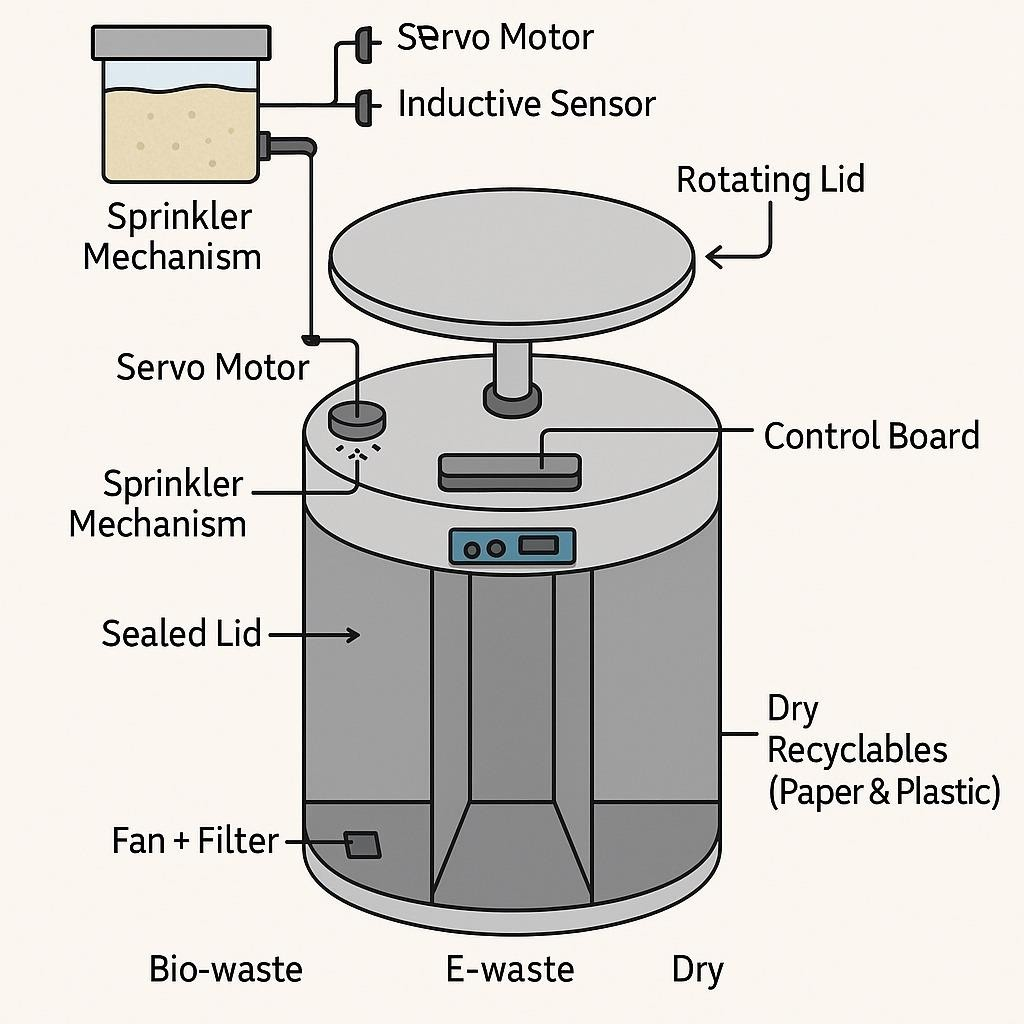 Servo Motor
Inductive Sensor
Rotating Lid
Sprinkler
Mechanism
Servo Motor
Control Board
Sprinkler
Mechanism
Sealed Lid
Dry
Recyclables
(Paper & Plastic)
Fan + Filter
Bio-waste
E-waste
Dry